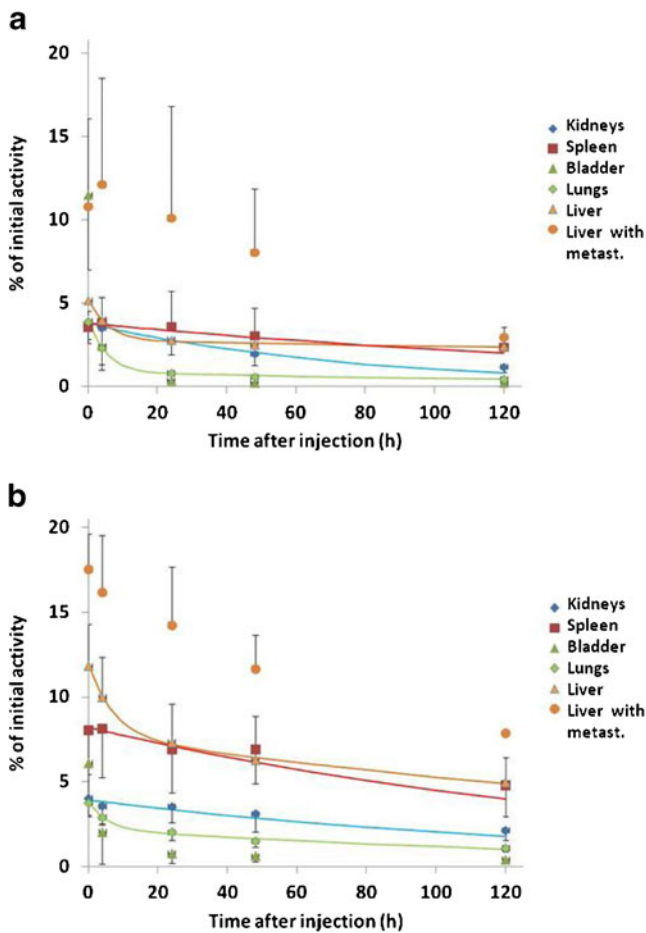 a
20
15
10
5
0
% of initial activity
0 20 40 60 80 100 120
Time after injection (h)
Kidneys
Spleen
Bladder
Lungs
Liver
Liver with
metast.
b
20
15
10
5
0
% of initial activity
0 20 40 60 80 100 120
Time after injection (h)
Kidneys
Spleen
Bladder
Lungs
Liver
Liver with
metast.